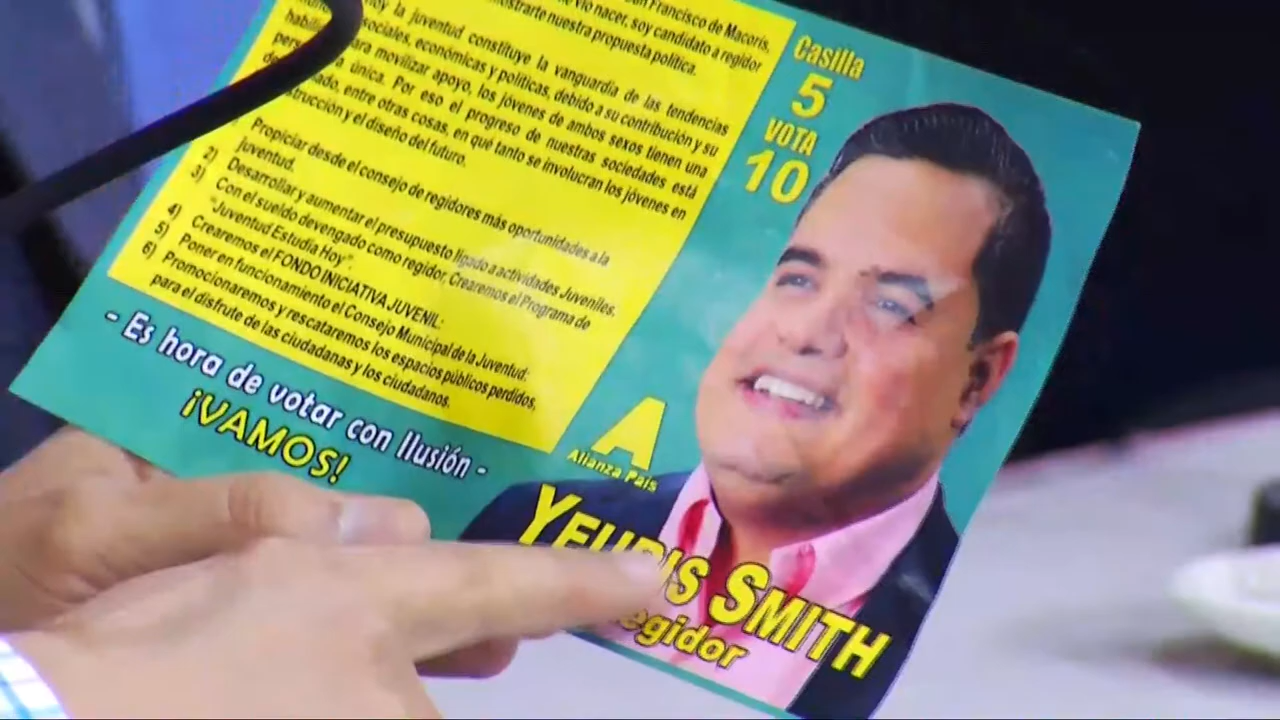 Francisco de Macorís,
vio nacer, soy candidato a regidor
nuestra propuesta política.
la juventud constituye la vanguardia de las tendencias
sociales, económicas y políticas, debido a su contribución y su
para movilizar apoyo, los jóvenes de ambos sexos tienen una
única. Por eso el progreso de nuestras sociedades está
entre otras cosas, en qué tanto se involucran los jóvenes en
y el diseño del futuro.
Propiciar desde el consejo de regidores más oportunidades a la
juventud.
2) Desarrollar y aumentar el presupuesto ligado a actividades Juveniles.
3) Con el sueldo devengado como regidor, Crearemos el Programa de
"Juventud Estudia Hoy".
4) Crearemos el FONDO INICIATIVA JUVENIL.
5) Poner en funcionamiento el Consejo Municipal de la Juventud.
6) Promocionaremos y rescataremos los espacios públicos perdidos,
para el disfrute de las ciudadanas y los ciudadanos.
- Es hora de votar con Ilusión -
¡VAMOS!
Casilla
5
VOTA
10
A
Alianza País
YEURIS SMITH
egidor